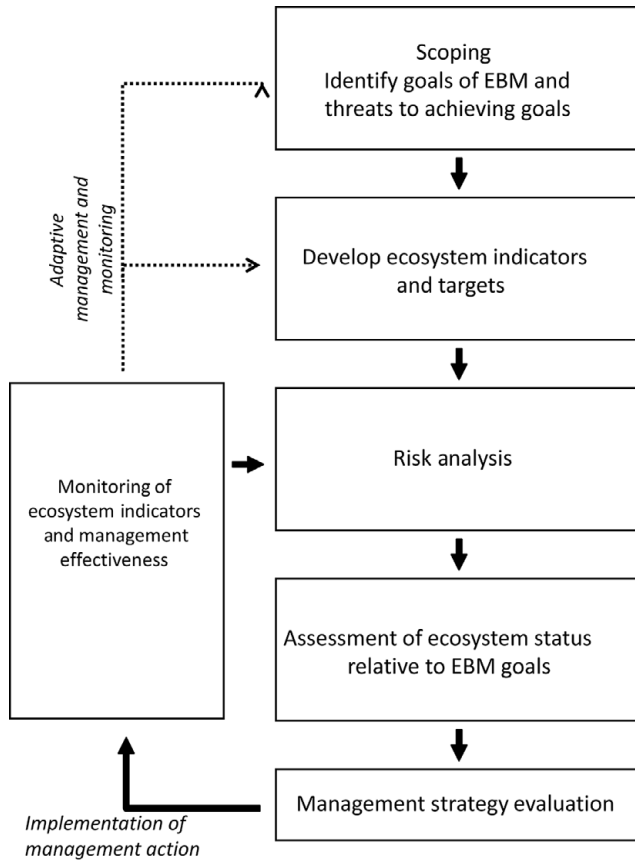 Scoping
Identify goals of EBM and
threats to achieving goals
Adaptive
management and
monitoring
Develop ecosystem indicators
and targets
Risk analysis
Monitoring of
ecosystem indicators
and management
effectiveness
Assessment of ecosystem status
relative to EBM goals
Management strategy evaluation
Implementation of
management action